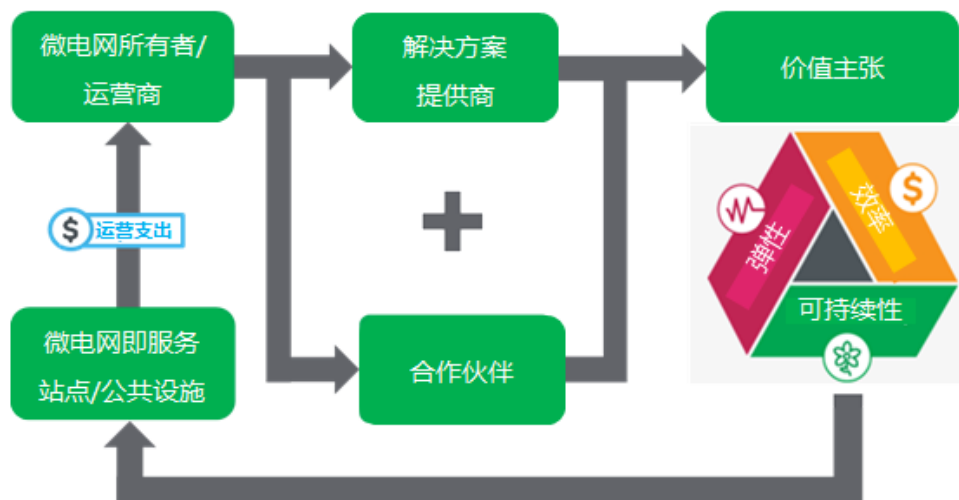 微电网所有者/
运营商
解决方案
提供商
价值主张
$
运营支出
+
弹性
效率
$
可持续性
微电网即服务
站点/公共设施
合作伙伴